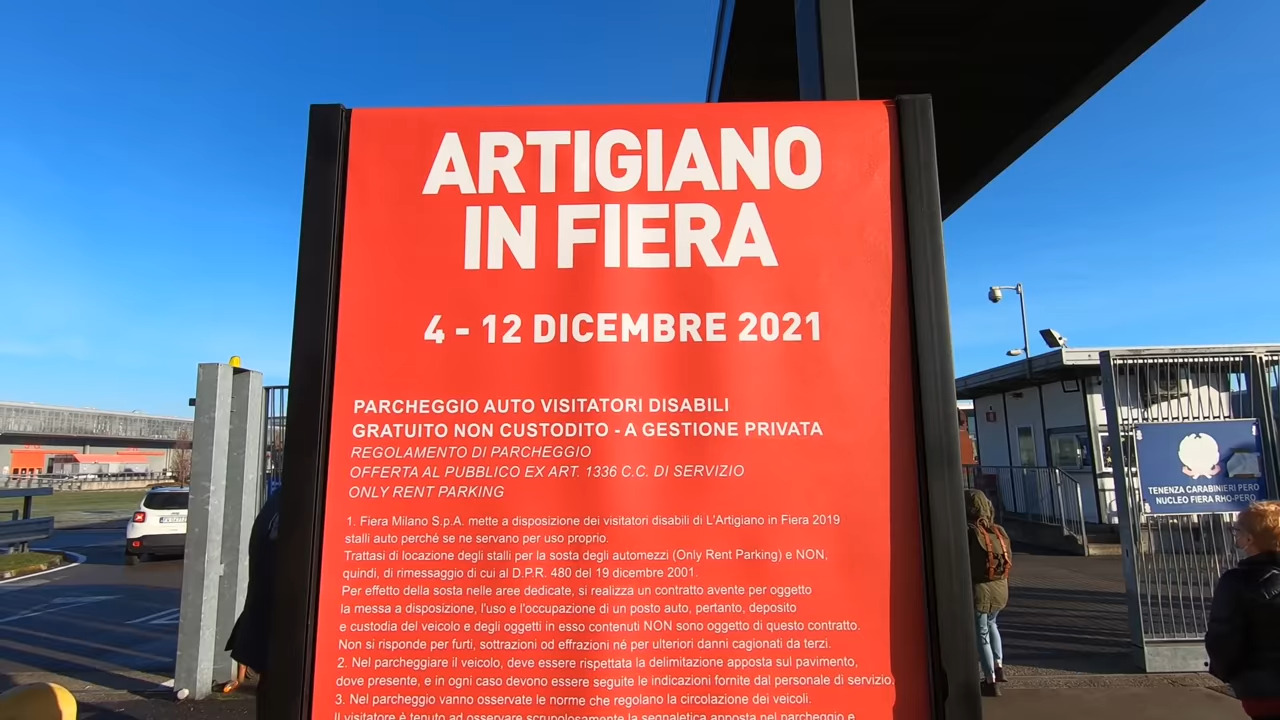 ARTIGIANO
IN FIERA
4 - 12 DICEMBRE 2021
PARCHEGGIO AUTO VISITATORI DISABILI
GRATUITO NON CUSTODITO - A GESTIONE PRIVATA
REGOLAMENTO DI PARCHEGGIO
OFFERTA AL PUBBLICO EX ART. 1336 C.C. DI SERVIZIO
ONLY RENT PARKING
1. Fiera Milano S.p.A. mette a disposizione dei visitatori disabili di L'Artigiano in Fiera 2019
stalli auto perché se ne servano per uso proprio.
Trattasi di locazione degli stalli per la sosta degli automezzi (Only Rent Parking) e NON,
quindi, di rimessaggio di cui al D.P.R. 480 del 19 dicembre 2001.
Per effetto della sosta nelle aree dedicate, si realizza un contratto avente per oggetto
la messa a disposizione, l'uso e l'occupazione di un posto auto, pertanto, deposito
e custodia del veicolo e degli oggetti in esso contenuti NON sono oggetto di questo contratto.
Non si risponde per furti, sottrazioni od effrazioni né per ulteriori danni cagionati da terzi.
2. Nel parcheggiare il veicolo, deve essere rispettata la delimitazione apposta sul pavimento,
dove presente, e in ogni caso devono essere seguite le indicazioni fornite dal personale di servizio.
3. Nel parcheggio vanno osservate le norme che regolano la circolazione dei veicoli.
Il visitatore è tenuto ad osservare scrupolosamente la segnaletica apposta nel parcheggio e
TENENZA CARABINIERI PERO
NUCLEO FIERA RHO-PERO